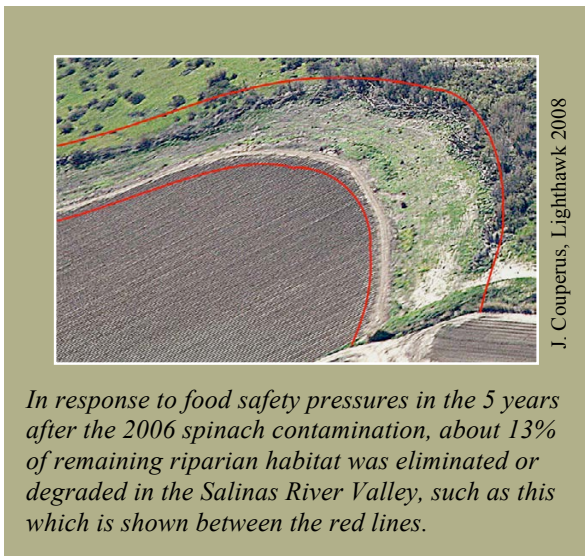 J. Couperus, Lighthawk 2008
In response to food safety pressures in the 5 years
after the 2006 spinach contamination, about 13%
of remaining riparian habitat was eliminated or
degraded in the Salinas River Valley, such as this
which is shown between the red lines.